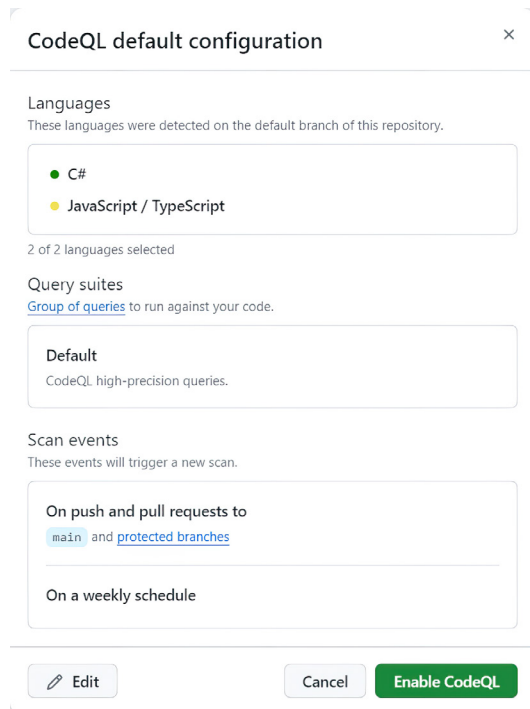 CodeQL default configuration
Languages
These languages were detected on the default branch of this repository.
C#
JavaScript / TypeScript
2 of 2 languages selected
Query suites
Group of queries to run against your code.
Default
CodeQL high-precision queries.
Scan events
These events will trigger a new scan.
On push and pull requests to
main and protected branches
On a weekly schedule
Edit Cancel Enable CodeQL